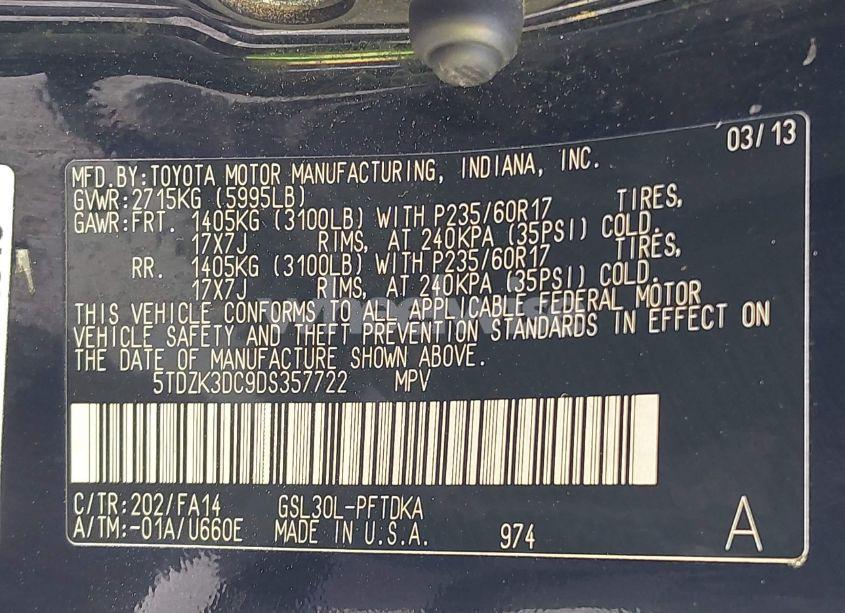 03/13
MFD.BY:TOYOTA MOTOR MANUFACTURING, INDIANA, INC.
GVWR:2715KG (5995LB)
GAWR:FRT. 1405KG (3100LB) WITH P235/60R17 TIRES,
17X7J RIMS, AT 240KPA (35PSI) COLD.
RR. 1405KG (3100LB) WITH P235/60R17 TIRES,
17X7J RIMS, AT 240KPA (35PSI) COLD.
THIS VEHICLE CONFORMS TO ALL APPLICABLE FEDERAL MOTOR
VEHICLE SAFETY AND THEFT PREVENTION STANDARDS IN EFFECT ON
THE DATE OF MANUFACTURE SHOWN ABOVE.
5TDZK3DC9DS357722 MPV
C/TR:202/FA14 GSL30L-PFTDKA
A/TM:-01A/U660E MADE IN U.S.A. 974 A